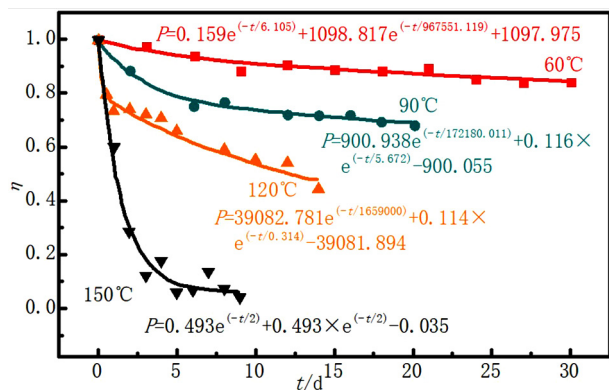 P=0.159e^(-t/6.105)+1098.817e^(-t/967551.119)+1097.975
60℃
90℃
P=900.938e^(-t/172180.011)+0.116×
e^(-t/5.672)-900.055
120℃
P=39082.781e^(-t/1659000)+0.114×
e^(-t/0.314)-39081.894
150℃
P=0.493e^(-t/2)+0.493×e^(-t/2)-0.035
η
1.0
0.8
0.6
0.4
0.2
0.0
0 5 10 15 20 25 30
t/d